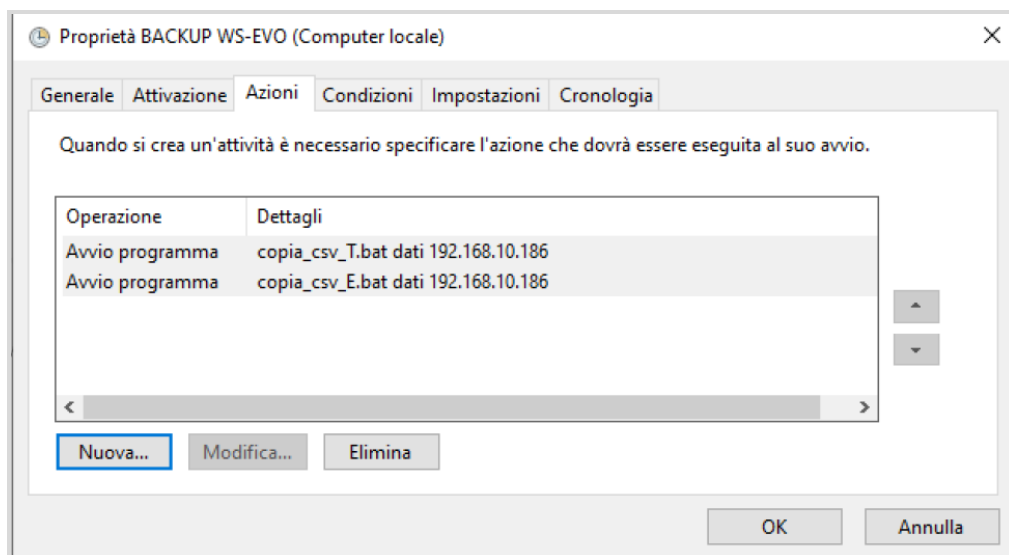 Proprietà BACKUP WS-EVO (Computer locale)
Generale Attivazione Azioni Condizioni Impostazioni Cronologia
Quando si crea un'attività è necessario specificare l'azione che dovrà essere eseguita al suo avvio.
Operazione Dettagli
Avvio programma copia_csv_T.bat dati 192.168.10.186
Avvio programma copia_csv_E.bat dati 192.168.10.186
Nuova... Modifica... Elimina
OK Annulla